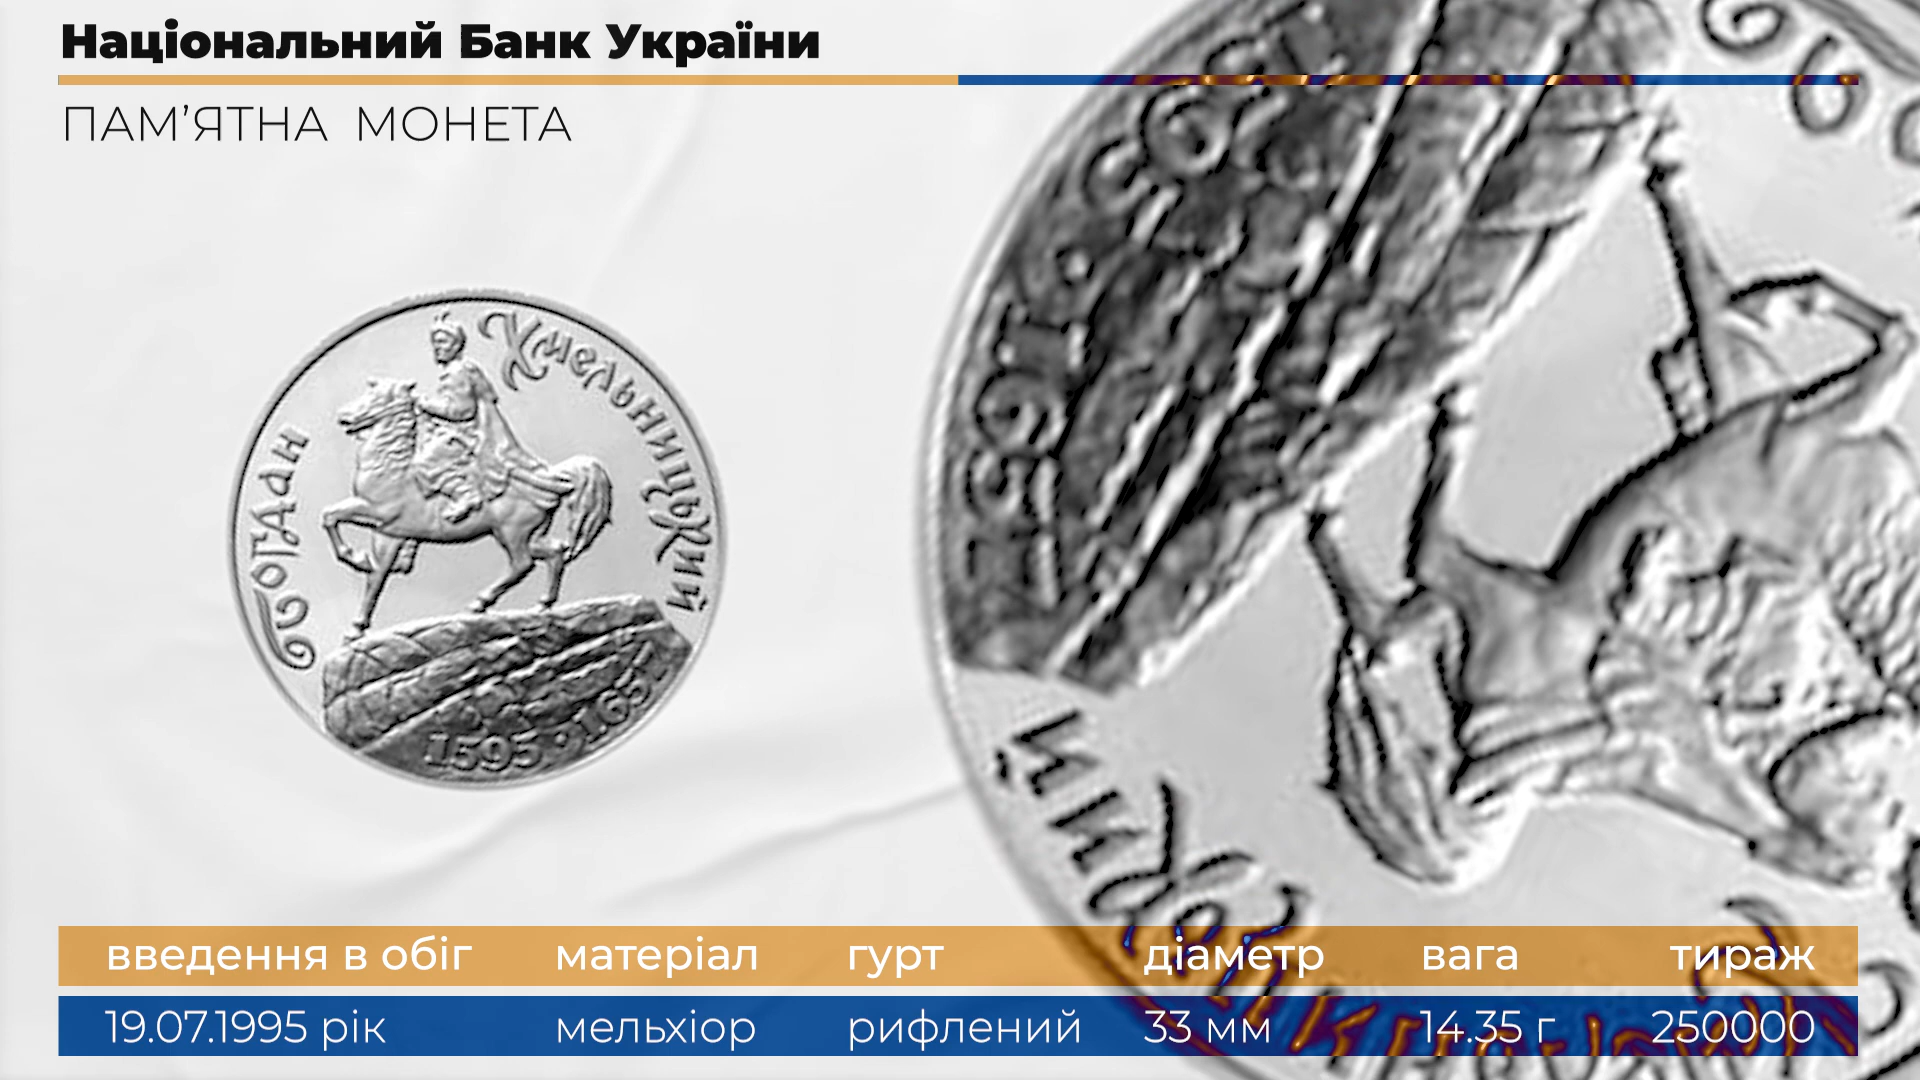 Національний Банк України
ПАМ’ЯТНА МОНЕТА
Богдан Хмельницький
1595 • 1657
введення в обіг матеріал гурт діаметр вага тираж
19.07.1995 рік мельхіор рифлений 33 мм 14.35 г 250000